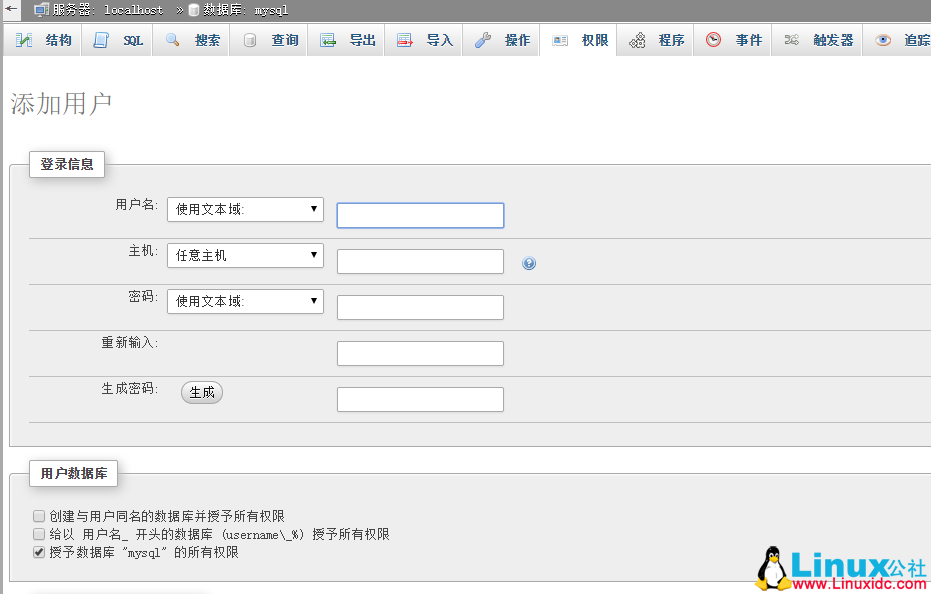 服务器: localhost » 数据库: mysql
结构 SQL 搜索 查询 导出 导入 操作 权限 程序 事件 触发器 追踪
添加用户
登录信息
用户名: 使用文本域:
主机: 任意主机
密码: 使用文本域:
重新输入:
生成密码: 生成
用户数据库
创建与用户同名的数据库并授予所有权限
给以 用户名_ 开头的数据库 (username\_%) 授予所有权限
授予数据库 "mysql" 的所有权限
Linux公社
www.Linuxidc.com